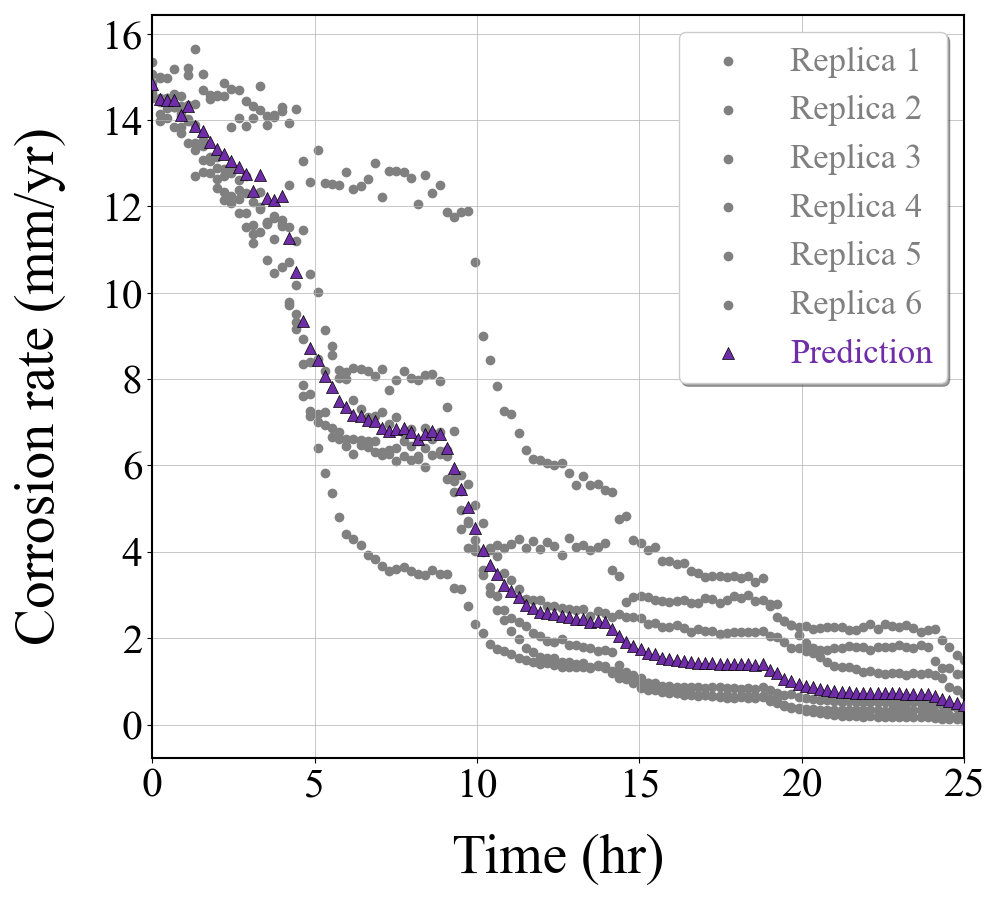 Corrosion rate (mm/yr)
16
14
12
10
8
6
4
2
0
Replica 1
Replica 2
Replica 3
Replica 4
Replica 5
Replica 6
Prediction
0 5 10 15 20 25
Time (hr)